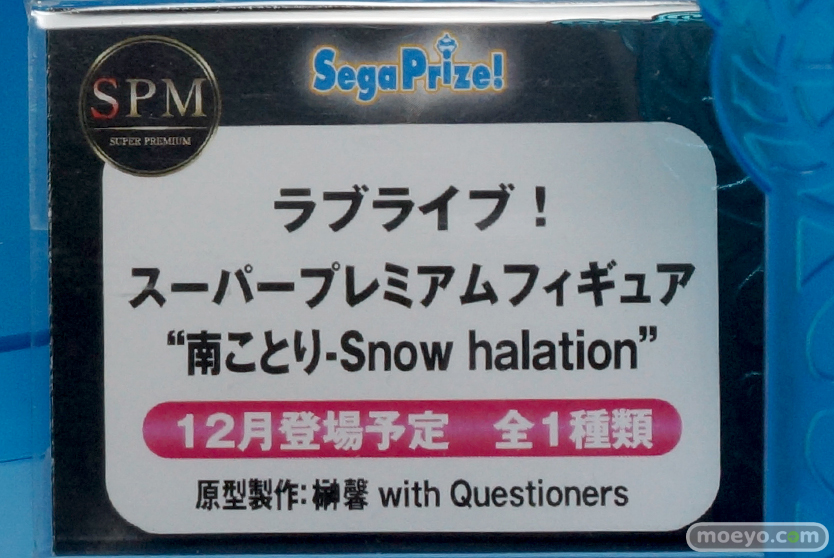 SPM
SUPER PREMIUM
SegaPrize!
ラブライブ！
スーパープレミアムフィギュア
“南ことり-Snow halation”
12月登場予定　全1種類
原型製作：榊馨 with Questioners
moeyo.com